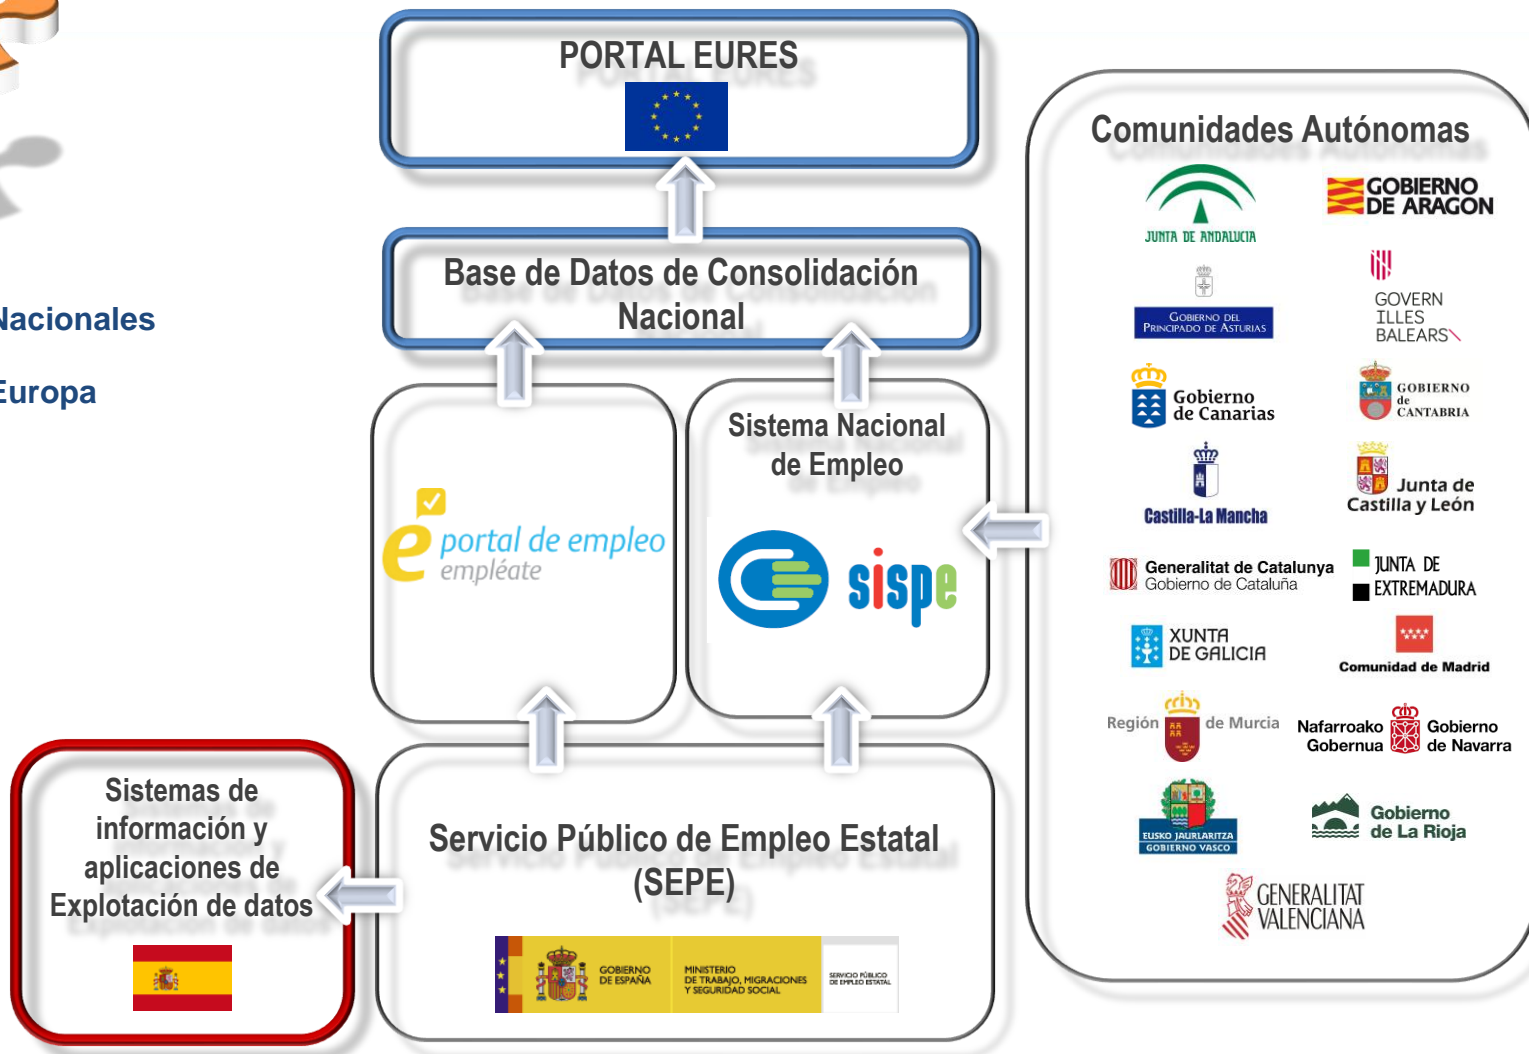 PORTAL EURES
Base de Datos de Consolidación
Nacional
Nacionales
Europa
portal de empleo
empléate
Sistema Nacional
de Empleo
sispe
Sistemas de
información y
aplicaciones de
Explotación de datos
Servicio Público de Empleo Estatal
(SEPE)
GOBIERNO
DE ESPAÑA
MINISTERIO
DE TRABAJO, MIGRACIONES
Y SEGURIDAD SOCIAL
SERVICIO PÚBLICO
DE EMPLEO ESTATAL
Comunidades Autónomas
JUNTA DE ANDALUCIA
GOBIERNO
DE ARAGON
GOBIERNO DEL
PRINCIPADO DE ASTURIAS
GOVERN
ILLES
BALEARS
Gobierno
de Canarias
GOBIERNO
de
CANTABRIA
Castilla-La Mancha
Junta de
Castilla y León
Generalitat de Catalunya
Gobierno de Cataluña
JUNTA DE
EXTREMADURA
XUNTA
DE GALICIA
Comunidad de Madrid
Región de Murcia
Nafarroako
Gobernua
Gobierno
de Navarra
EUSKO JAURLARITZA
GOBIERNO VASCO
Gobierno
de La Rioja
GENERALITAT
VALENCIANA